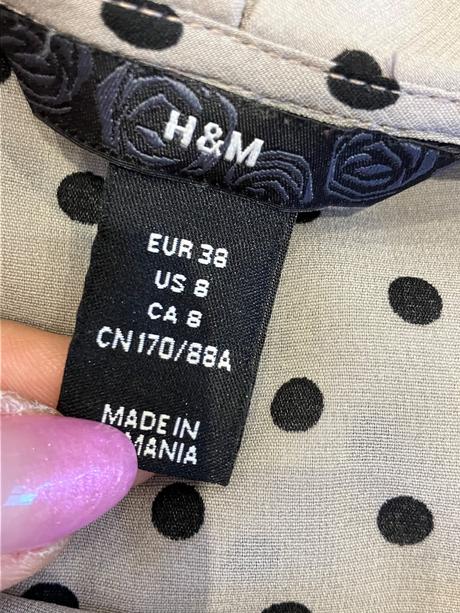 H&M
EUR 38
US 8
CA 8
CN 170/88A
MADE IN
MANIA